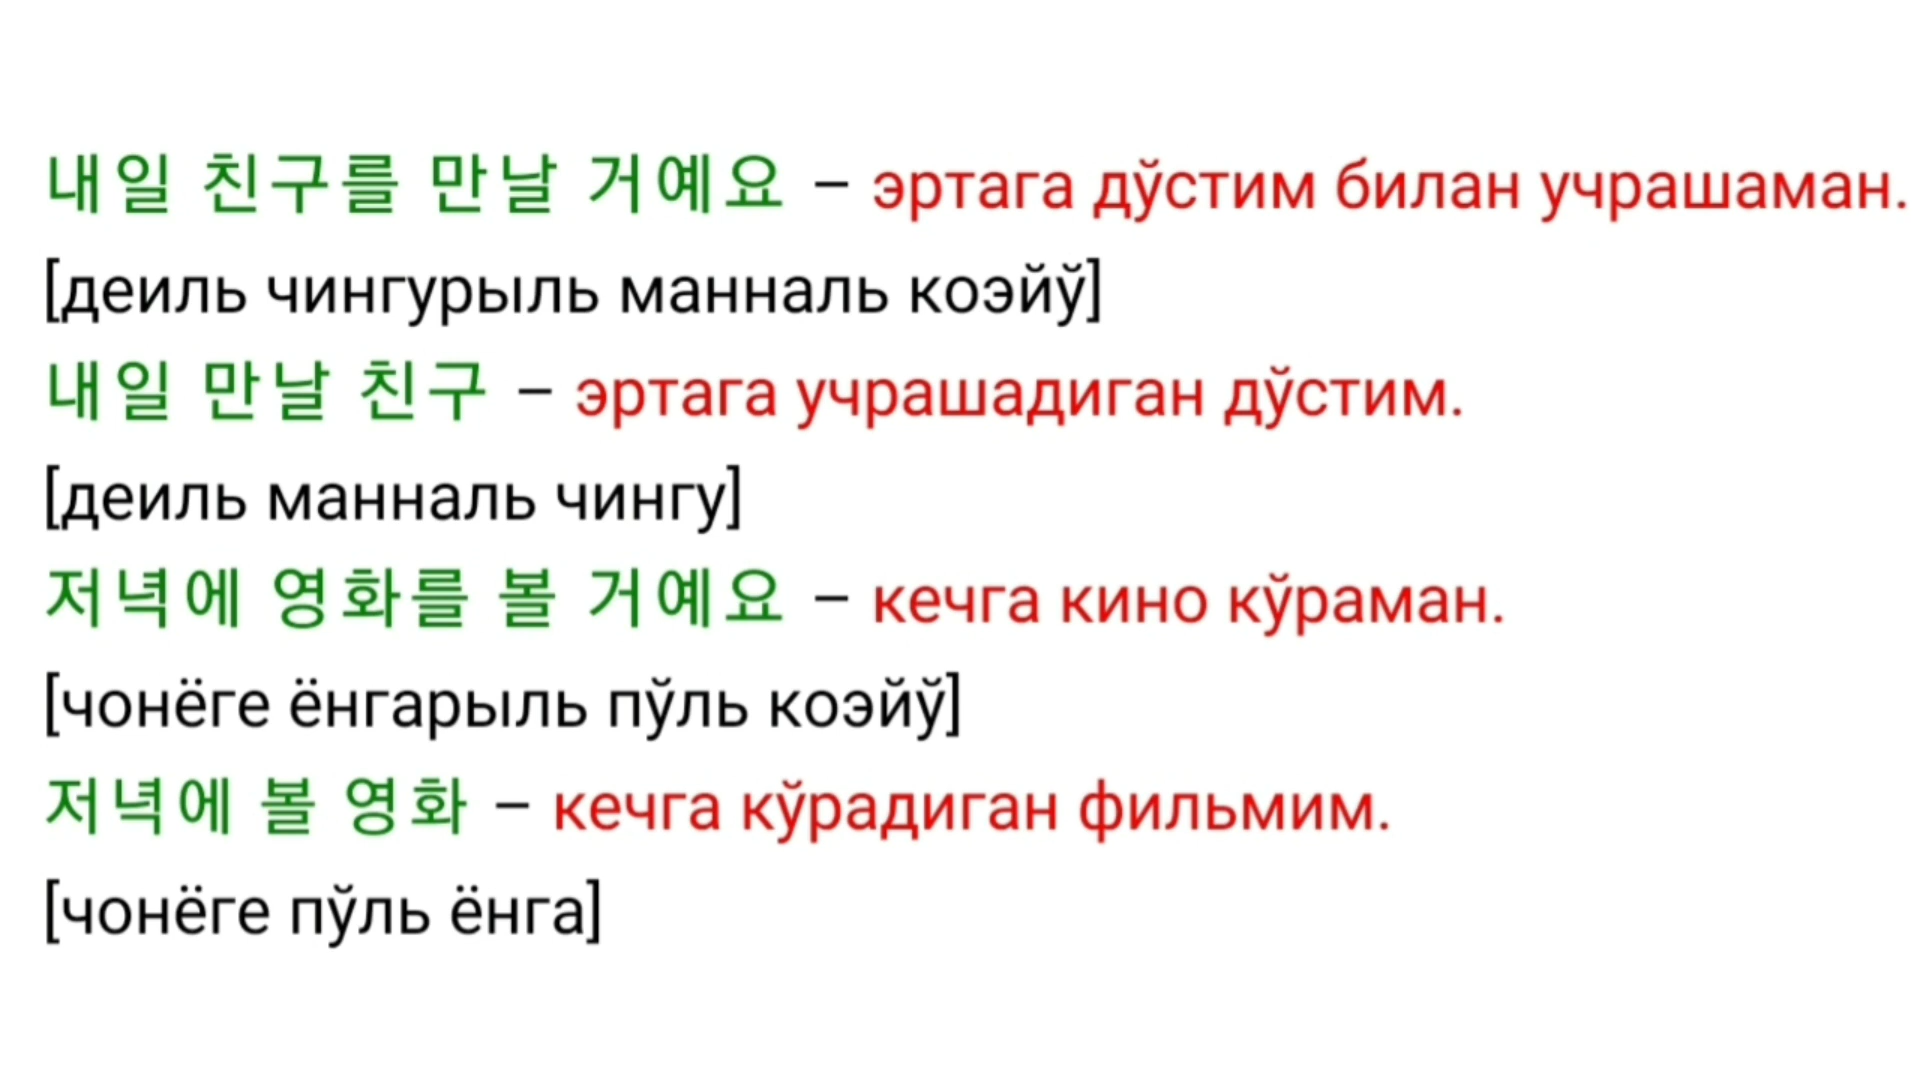 내일 친구를 만날 거예요 – эртага дўстим билан учрашаман.
[деиль чингурыль манналь коэйў]
내일 만날 친구 – эртага учрашадиган дўстим.
[деиль манналь чингу]
저녁에 영화를 볼 거예요 – кечга кино кўраман.
[чонёге ёнгарыль пўль коэйў]
저녁에 볼 영화 – кечга кўрадиган фильмим.
[чонёге пўль ёнга]